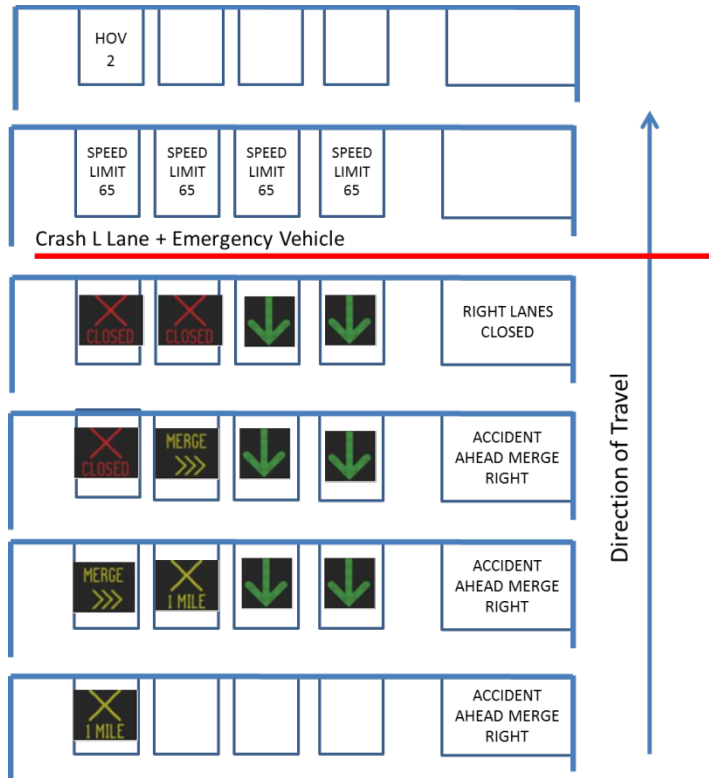 HOV
2
SPEED
LIMIT
65
SPEED
LIMIT
65
SPEED
LIMIT
65
SPEED
LIMIT
65
Crash L Lane + Emergency Vehicle
CLOSED
CLOSED
RIGHT LANES
CLOSED
CLOSED
MERGE
ACCIDENT
AHEAD MERGE
RIGHT
MERGE
1 MILE
ACCIDENT
AHEAD MERGE
RIGHT
1 MILE
ACCIDENT
AHEAD MERGE
RIGHT
Direction of Travel